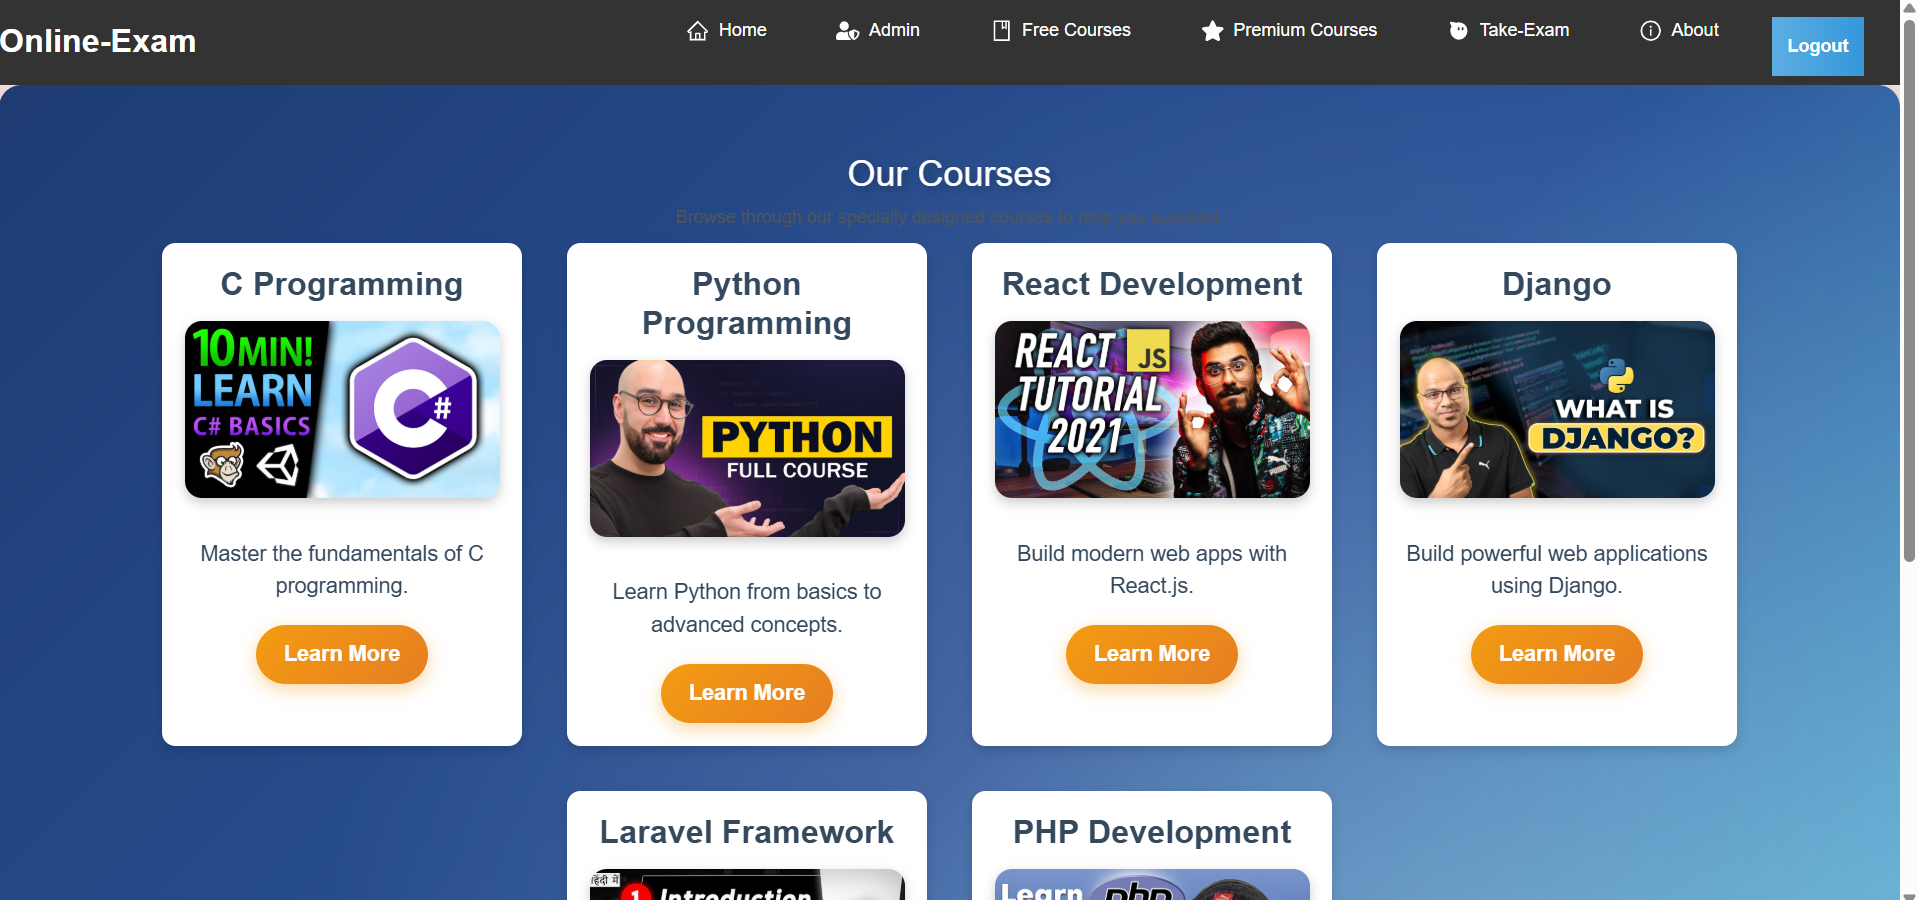 Online-Exam
Home
Admin
Free Courses
Premium Courses
Take-Exam
About
Logout
Our Courses
Browse through our specially designed courses to help you succeed.
C Programming
10 MIN!
LEARN
C# BASICS
C#
Master the fundamentals of C
programming.
Learn More
Python
Programming
PYTHON
FULL COURSE
Learn Python from basics to
advanced concepts.
Learn More
React Development
REACT JS
TUTORIAL
2021
Build modern web apps with
React.js.
Learn More
Django
WHAT IS
DJANGO?
Build powerful web applications
using Django.
Learn More
Laravel Framework
हिंदी में
1 Introduction
PHP Development
Learn php